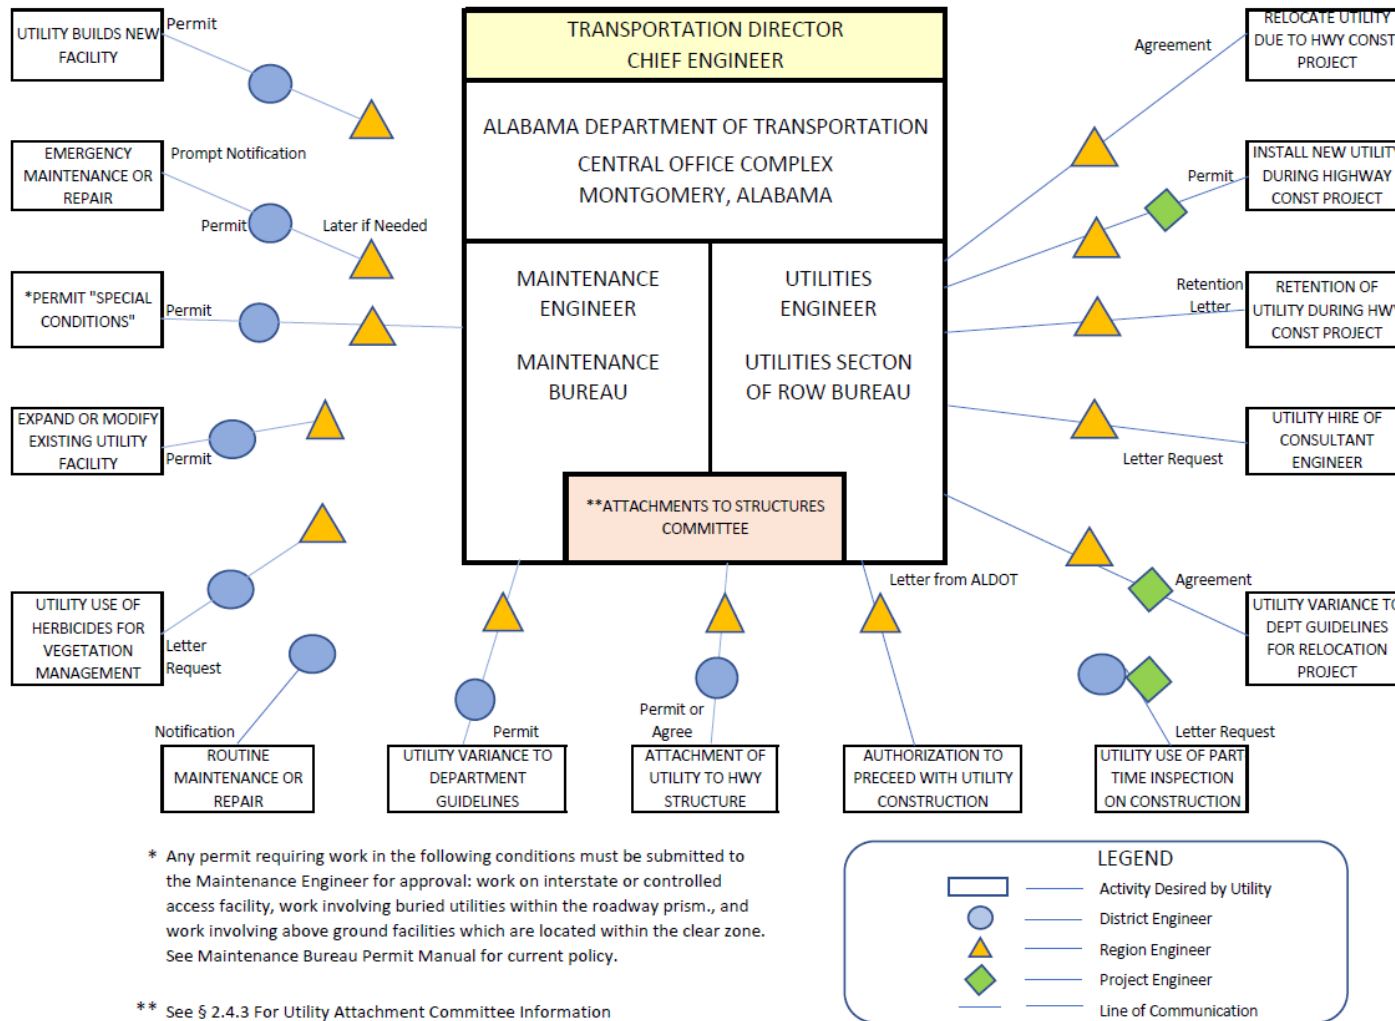 TRANSPORTATION DIRECTOR
CHIEF ENGINEER
ALABAMA DEPARTMENT OF TRANSPORTATION
CENTRAL OFFICE COMPLEX
MONTGOMERY, ALABAMA
MAINTENANCE
ENGINEER
MAINTENANCE
BUREAU
UTILITIES
ENGINEER
UTILITIES SECTON
OF ROW BUREAU
**ATTACHMENTS TO STRUCTURES
COMMITTEE
UTILITY BUILDS NEW
FACILITY
Permit
EMERGENCY
MAINTENANCE OR
REPAIR
Prompt Notification
Permit
Later if Needed
*PERMIT "SPECIAL
CONDITIONS"
Permit
EXPAND OR MODIFY
EXISTING UTILITY
FACILITY
Permit
UTILITY USE OF
HERBICIDES FOR
VEGETATION
MANAGEMENT
Letter
Request
Notification
ROUTINE
MAINTENANCE OR
REPAIR
Permit
UTILITY VARIANCE TO
DEPARTMENT
GUIDELINES
Permit or
Agree
ATTACHMENT OF
UTILITY TO HWY
STRUCTURE
Letter from ALDOT
AUTHORIZATION TO
PRECEED WITH UTILITY
CONSTRUCTION
Letter Request
UTILITY USE OF PART
TIME INSPECTION
ON CONSTRUCTION
Agreement
RELOCATE UTILITY
DUE TO HWY CONST
PROJECT
Permit
INSTALL NEW UTILITY
DURING HIGHWAY
CONST PROJECT
Retention
Letter
RETENTION OF
UTILITY DURING HWY
CONST PROJECT
Letter Request
UTILITY HIRE OF
CONSULTANT
ENGINEER
Agreement
UTILITY VARIANCE TO
DEPT GUIDELINES
FOR RELOCATION
PROJECT
* Any permit requiring work in the following conditions must be submitted to
the Maintenance Engineer for approval: work on interstate or controlled
access facility, work involving buried utilities within the roadway prism., and
work involving above ground facilities which are located within the clear zone.
See Maintenance Bureau Permit Manual for current policy.
** See § 2.4.3 For Utility Attachment Committee Information
LEGEND
Activity Desired by Utility
District Engineer
Region Engineer
Project Engineer
Line of Communication